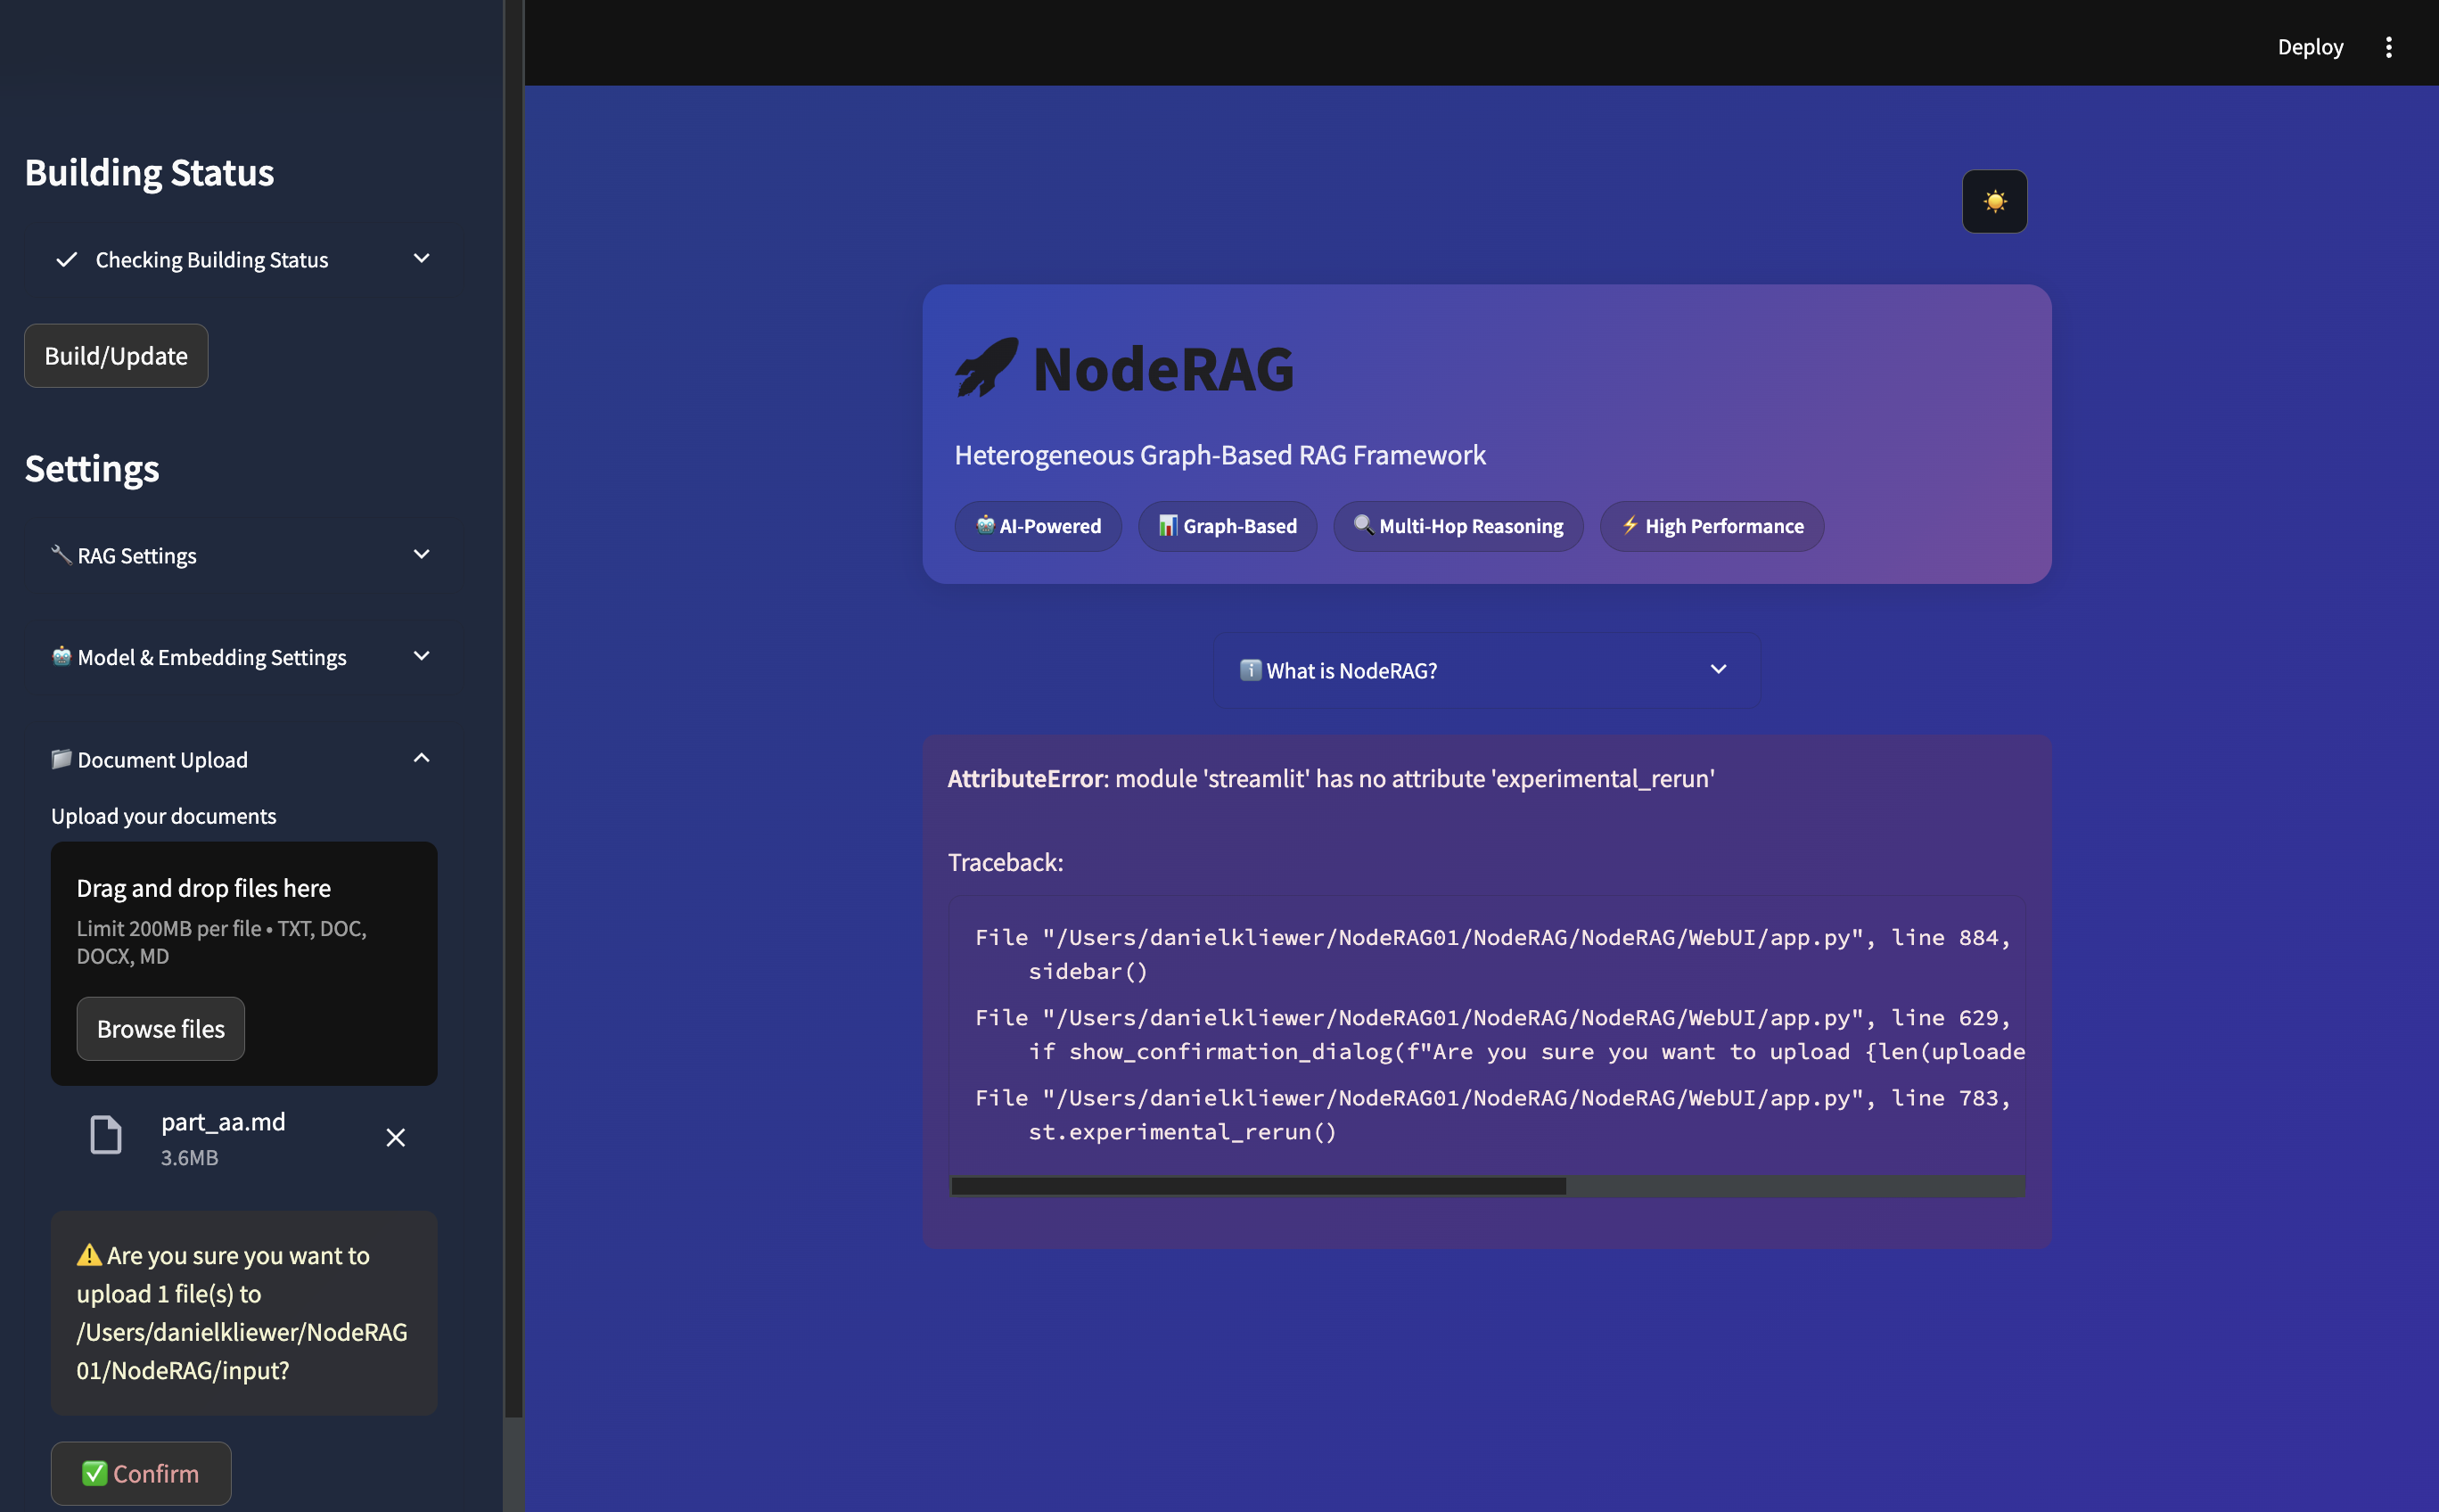 Deploy
Building Status
Checking Building Status
Build/Update
Settings
🔧 RAG Settings
🤖 Model & Embedding Settings
📁 Document Upload
Upload your documents
Drag and drop files here
Limit 200MB per file • TXT, DOC,
DOCX, MD
Browse files
part_aa.md
3.6MB
⚠️ Are you sure you want to
upload 1 file(s) to
/Users/danielkliewer/NodeRAG
01/NodeRAG/input?
✅ Confirm
🚀 NodeRAG
Heterogeneous Graph-Based RAG Framework
🤖 AI-Powered
📊 Graph-Based
🔍 Multi-Hop Reasoning
⚡ High Performance
ℹ️ What is NodeRAG?
AttributeError: module 'streamlit' has no attribute 'experimental_rerun'
Traceback:
File "/Users/danielkliewer/NodeRAG01/NodeRAG/NodeRAG/WebUI/app.py", line 884,
sidebar()
File "/Users/danielkliewer/NodeRAG01/NodeRAG/NodeRAG/WebUI/app.py", line 629,
if show_confirmation_dialog(f"Are you sure you want to upload {len(uploade
File "/Users/danielkliewer/NodeRAG01/NodeRAG/NodeRAG/WebUI/app.py", line 783,
st.experimental_rerun()